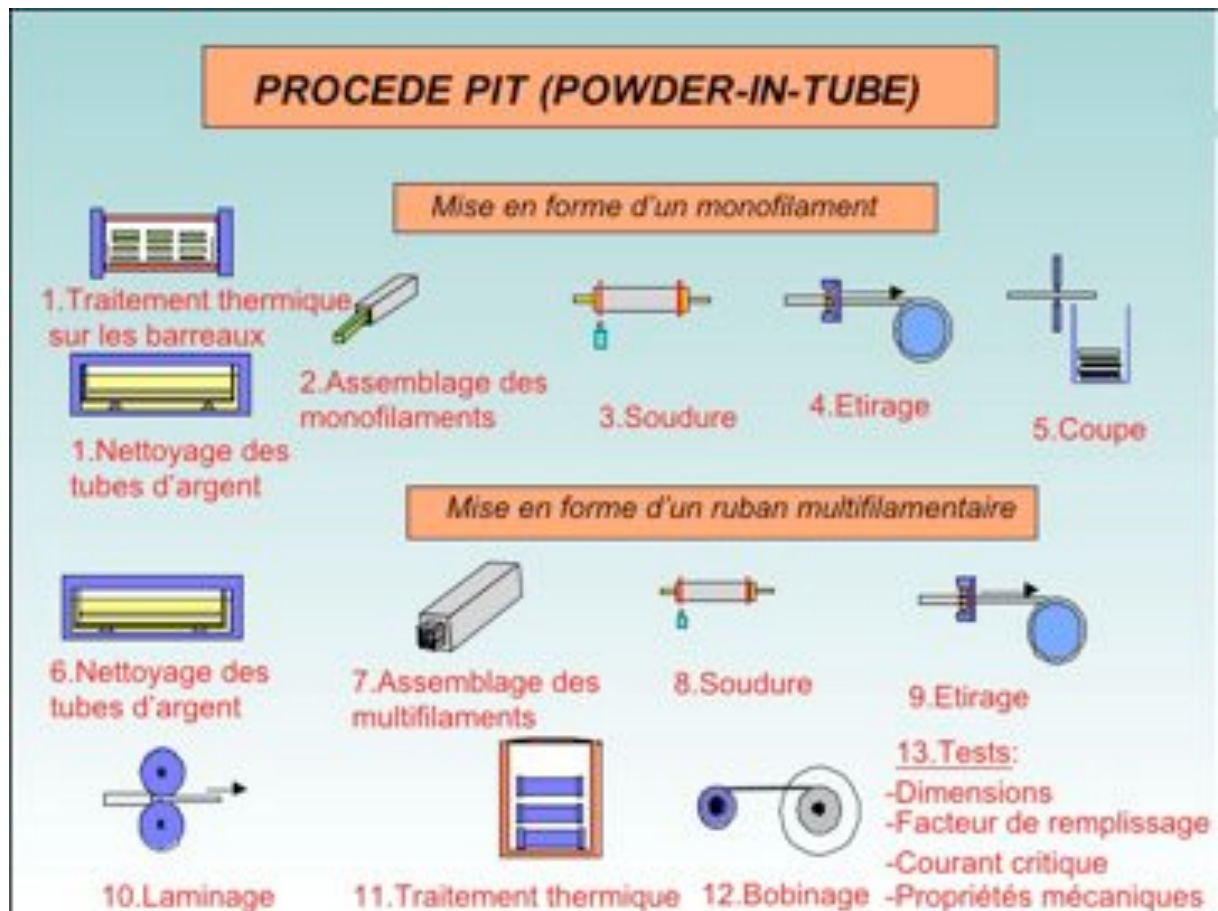 PROCEDE PIT (POWDER-IN-TUBE)
Mise en forme d'un monofilament
1.Traitement thermique
sur les barreaux
1.Nettoyage des
tubes d'argent
2.Assemblage des
monofilaments
3.Soudure
4.Etirage
5.Coupe
Mise en forme d'un ruban multifilamentaire
6.Nettoyage des
tubes d'argent
7.Assemblage des
multifilaments
8.Soudure
9.Etirage
10.Laminage
11.Traitement thermique
12.Bobinage
13.Tests:
-Dimensions
-Facteur de remplissage
-Courant critique
-Propriétés mécaniques